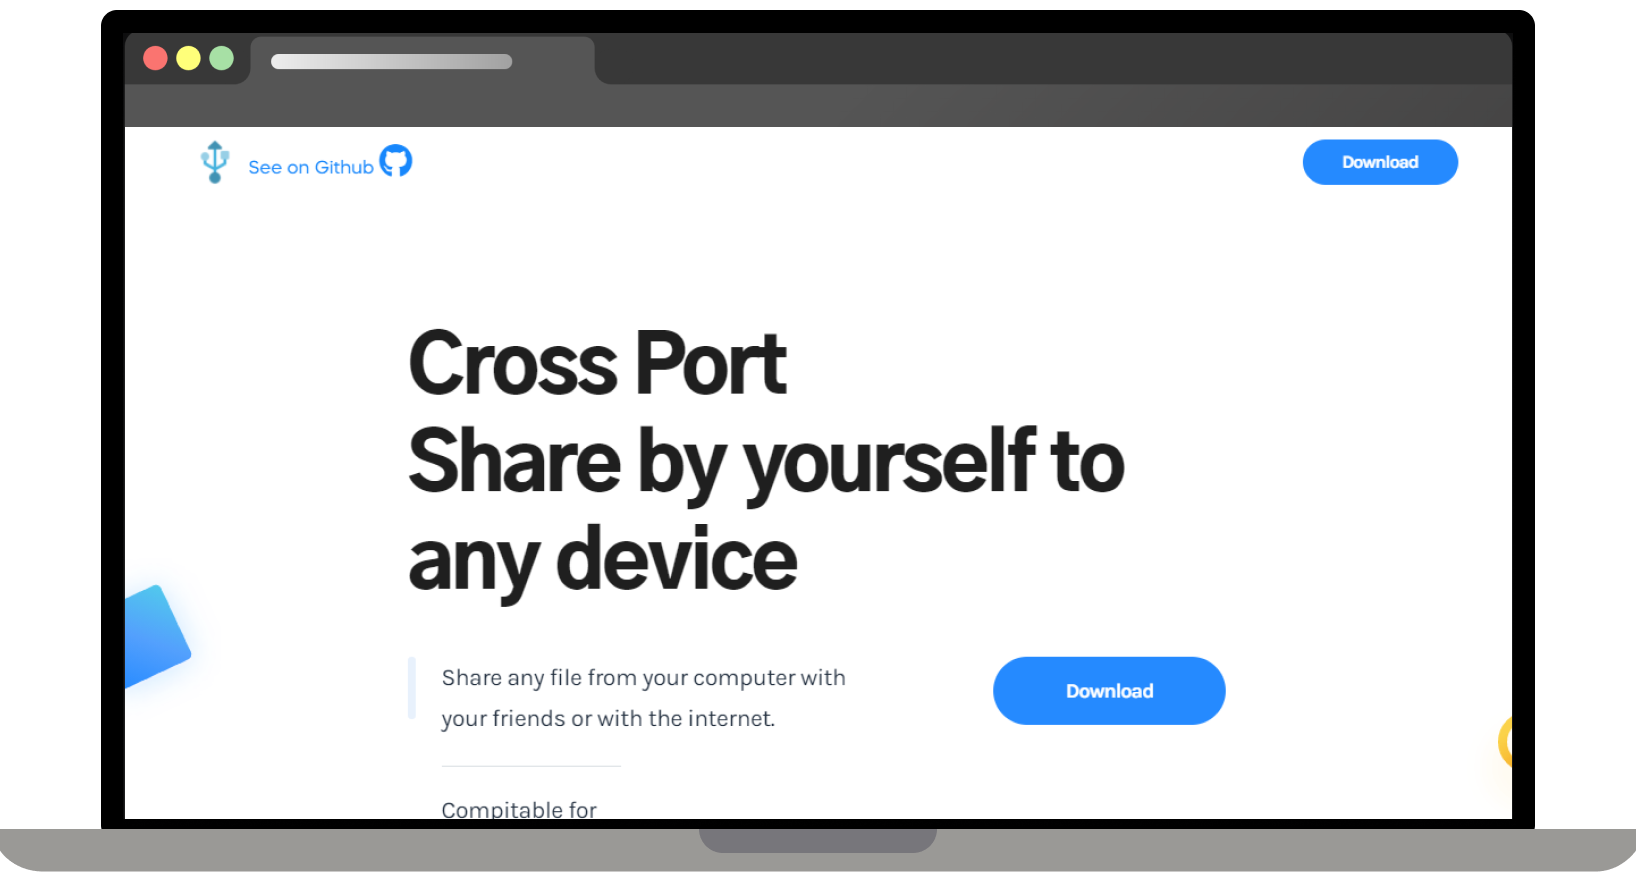 See on Github
Download
Cross Port
Share by yourself to
any device
Share any file from your computer with
your friends or with the internet.
Download
Compitable for